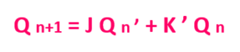 Q n+1 = J Q n ′ + K ’ Q n